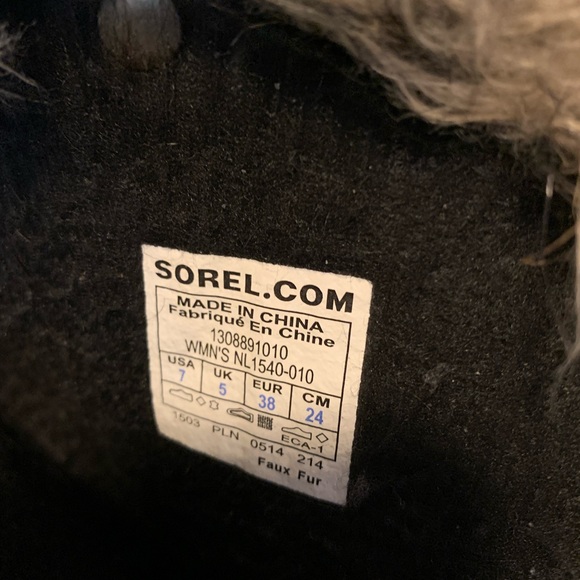 SOREL.COM
MADE IN CHINA
Fabriqué En Chine
1308891010
WMN'S NL1540-010
USA UK EUR CM
7 5 38 24
ECA-1
1503 PLN 0514 214
Faux Fur